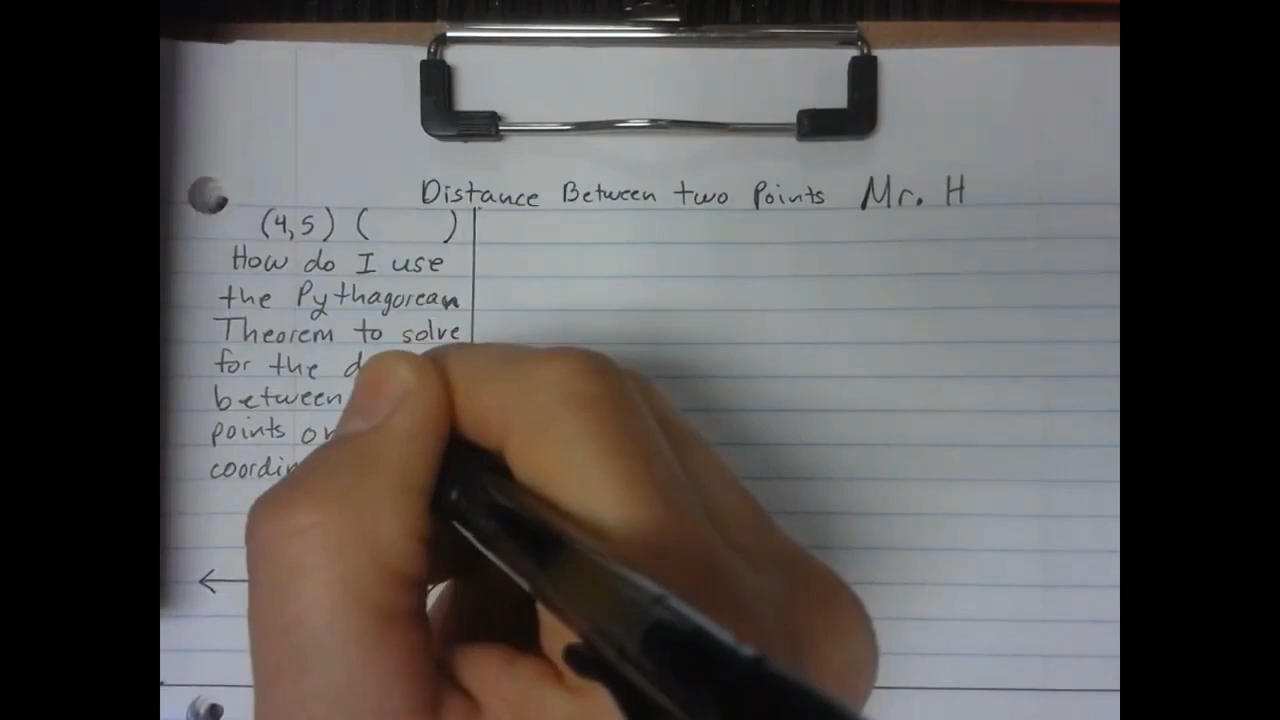 Distance Between two Points Mr. H
(4,5) ( )
How do I use
the Pythagorean
Theorem to solve
for the
between
points